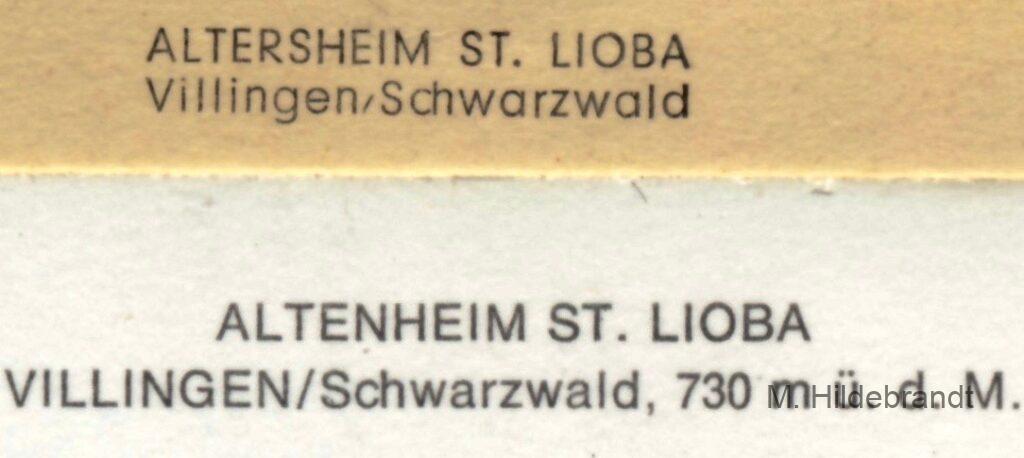 ALTERSHEIM ST. LIOBA
Villingen/Schwarzwald
ALTENHEIM ST. LIOBA
VILLINGEN/Schwarzwald, 730 m ü. d. M.
M. Hildebrandt